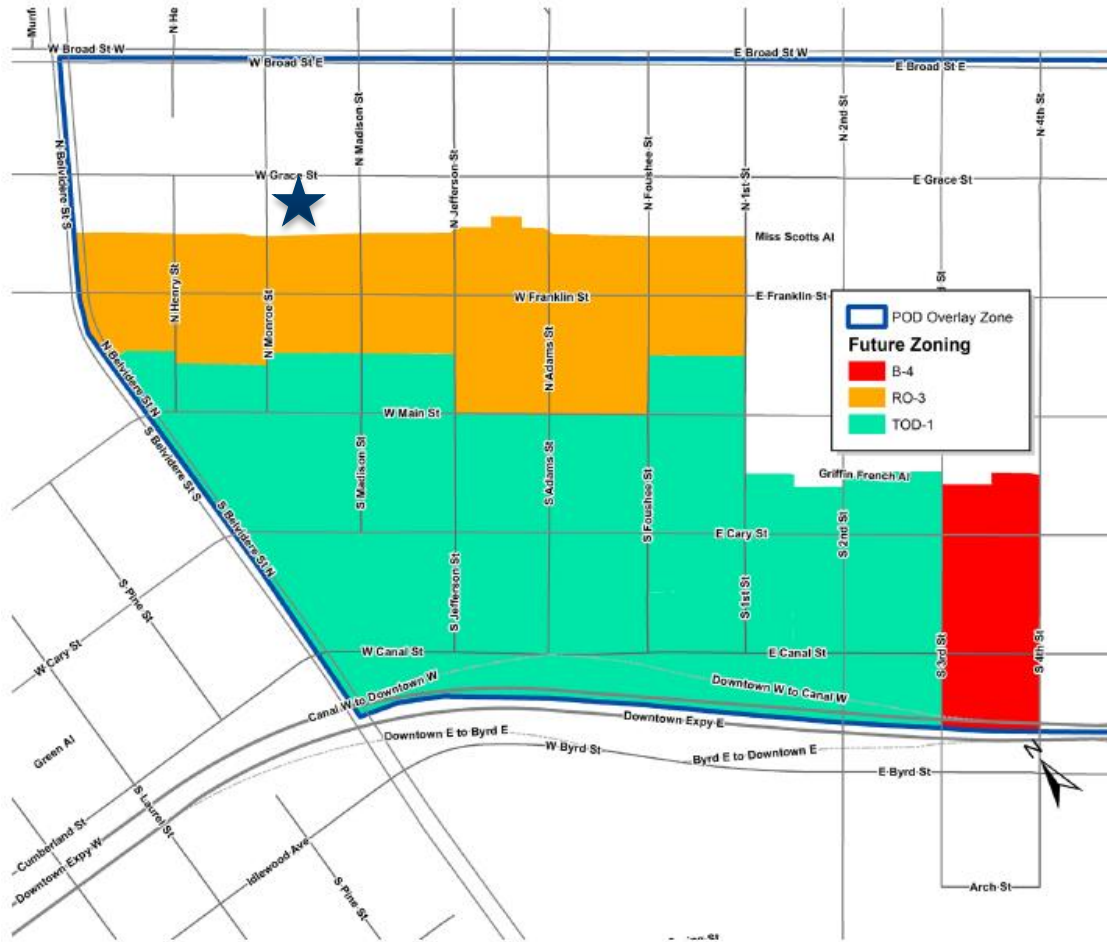 N He
W Broad St W
E Broad St W
W Broad St E
E Broad St E
N Madison St
N 2nd St
N 4th St
N Belvidere St S
N Jefferson St
N Foushee St
N 1st St
W Grace St
E Grace St
Miss Scotts Al
N Henry St
N Monroe St
W Franklin St
E Franklin St
N Adams St
POD Overlay Zone
Future Zoning
B-4
RO-3
TOD-1
N Belvidere St N
W Main St
S Belvidere St S
S Madison St
S Adams St
S Foushee St
Griffin French Al
S Belvidere St N
E Cary St
S 2nd St
S Pine St
S Jefferson St
S 1st St
W Cary St
W Canal St
E Canal St
S 3rd St
S 4th St
Canal W to Downtown W
Downtown W to Canal W
Downtown Expy E
Green Al
Downtown E to Byrd E
W Byrd St
Byrd E to Downtown E
E Byrd St
N
S Laurel St
Cumberland St
Downtown Expy W
Idlewood Ave
S Pine St
Arch St